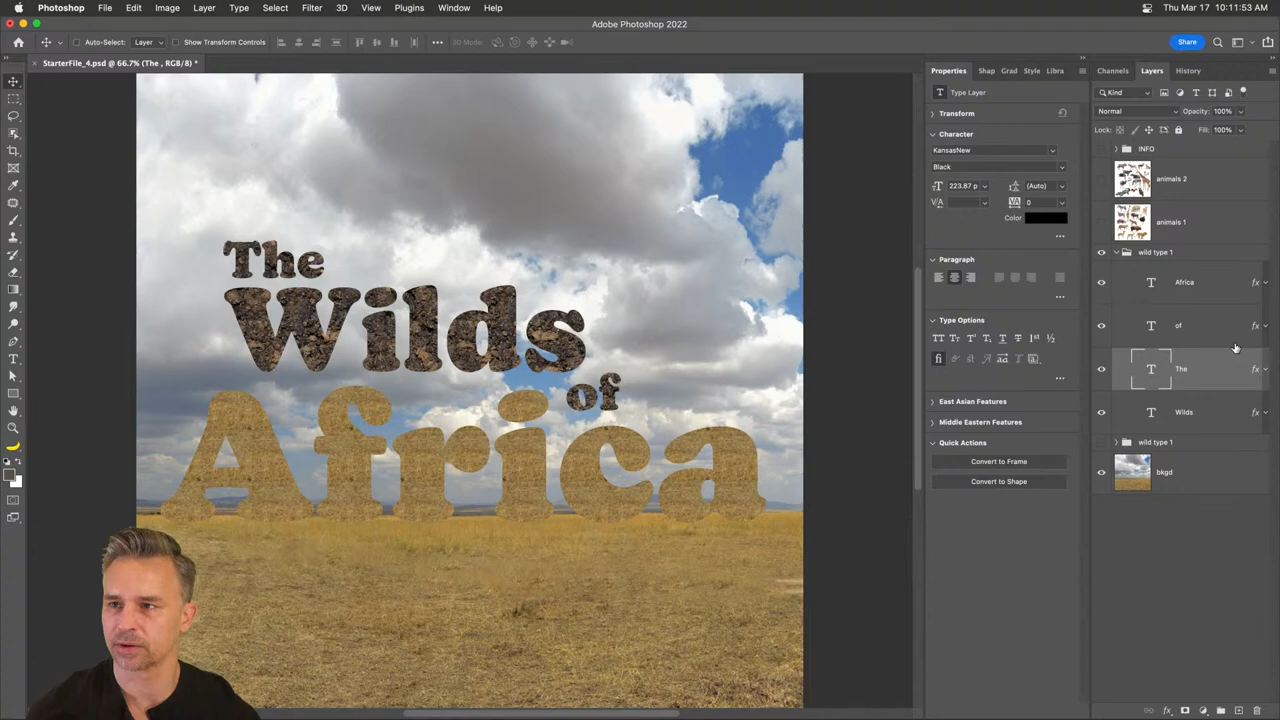 Photoshop File Edit Image Layer Type Select Filter 3D View Plugins Window Help Thu Mar 17 10:11:53 AM
Adobe Photoshop 2022
Auto-Select: Layer Show Transform Controls 3D Mode: Share
StarterFile_4.psd @ 66.7% (The , RGB/8) *
Properties Shap Grad Style Libra
Channels Layers History
Type Layer
Kind
Transform
Normal Opacity: 100%
Character
Lock: Fill: 100%
KansasNew
INFO
Black
animals 2
223.87 p (Auto)
0
Color
animals 1
wild type 1
Paragraph
Africa
Type Options
of
The
Wilds
East Asian Features
Middle Eastern Features
Quick Actions
wild type 1
Convert to Frame
bkgd
Convert to Shape
The
Wilds
of
Africa